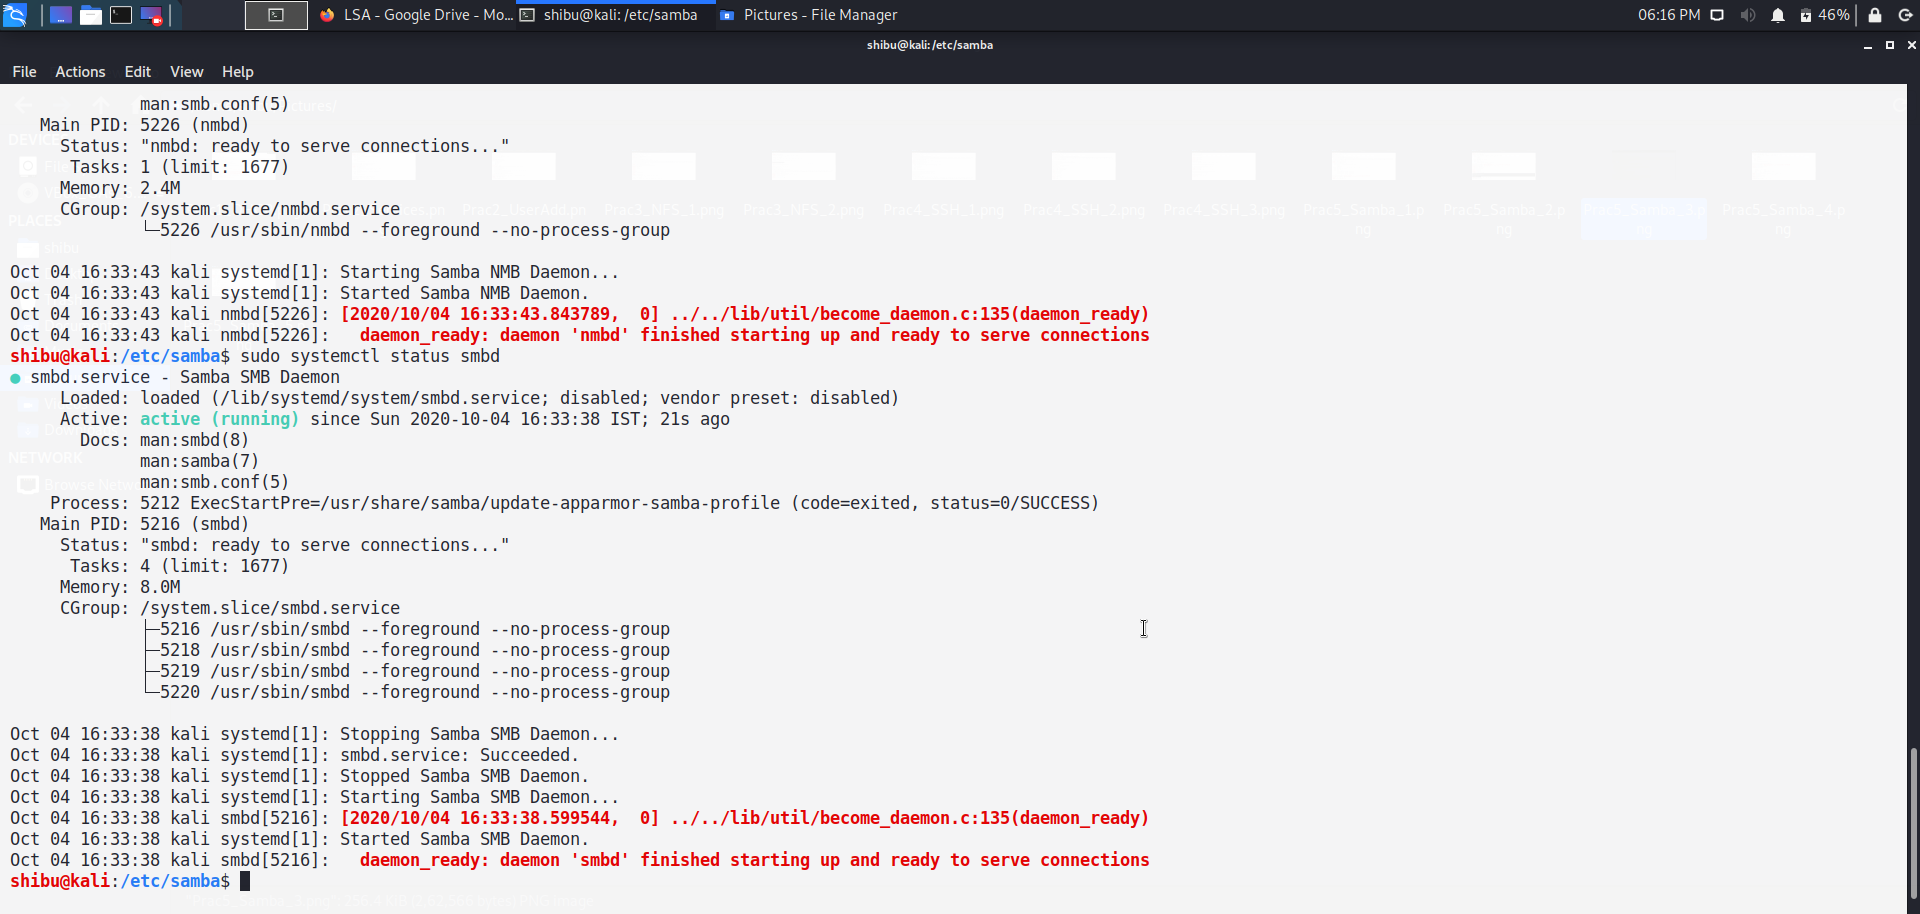 LSA - Google Drive - Mo...
shibu@kali: /etc/samba
Pictures - File Manager
06:16 PM
46%
shibu@kali: /etc/samba
File Actions Edit View Help
man:smb.conf(5)
Main PID: 5226 (nmbd)
Status: "nmbd: ready to serve connections..."
Tasks: 1 (limit: 1677)
Memory: 2.4M
CGroup: /system.slice/nmbd.service
└─5226 /usr/sbin/nmbd --foreground --no-process-group
Oct 04 16:33:43 kali systemd[1]: Starting Samba NMB Daemon...
Oct 04 16:33:43 kali systemd[1]: Started Samba NMB Daemon.
Oct 04 16:33:43 kali nmbd[5226]: [2020/10/04 16:33:43.843789,  0] ../../lib/util/become_daemon.c:135(daemon_ready)
Oct 04 16:33:43 kali nmbd[5226]:   daemon_ready: daemon 'nmbd' finished starting up and ready to serve connections
shibu@kali:/etc/samba$ sudo systemctl status smbd
● smbd.service - Samba SMB Daemon
Loaded: loaded (/lib/systemd/system/smbd.service; disabled; vendor preset: disabled)
Active: active (running) since Sun 2020-10-04 16:33:38 IST; 21s ago
Docs: man:smbd(8)
man:samba(7)
man:smb.conf(5)
Process: 5212 ExecStartPre=/usr/share/samba/update-apparmor-samba-profile (code=exited, status=0/SUCCESS)
Main PID: 5216 (smbd)
Status: "smbd: ready to serve connections..."
Tasks: 4 (limit: 1677)
Memory: 8.0M
CGroup: /system.slice/smbd.service
├─5216 /usr/sbin/smbd --foreground --no-process-group
├─5218 /usr/sbin/smbd --foreground --no-process-group
├─5219 /usr/sbin/smbd --foreground --no-process-group
└─5220 /usr/sbin/smbd --foreground --no-process-group
Oct 04 16:33:38 kali systemd[1]: Stopping Samba SMB Daemon...
Oct 04 16:33:38 kali systemd[1]: smbd.service: Succeeded.
Oct 04 16:33:38 kali systemd[1]: Stopped Samba SMB Daemon.
Oct 04 16:33:38 kali systemd[1]: Starting Samba SMB Daemon...
Oct 04 16:33:38 kali smbd[5216]: [2020/10/04 16:33:38.599544,  0] ../../lib/util/become_daemon.c:135(daemon_ready)
Oct 04 16:33:38 kali systemd[1]: Started Samba SMB Daemon.
Oct 04 16:33:38 kali smbd[5216]:   daemon_ready: daemon 'smbd' finished starting up and ready to serve connections
shibu@kali:/etc/samba$